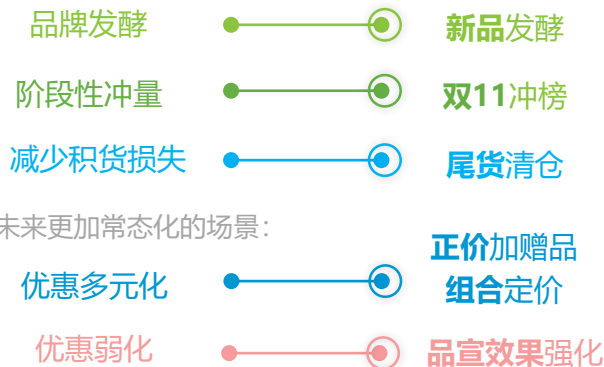 品牌发酵 新品发酵
阶段性冲量 双11冲榜
减少积货损失 尾货清仓
未来更加常态化的场景：
优惠多元化 正价加赠品
组合定价
优惠弱化 品宣效果强化